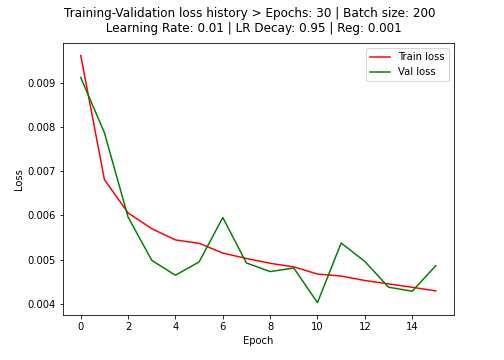 Training-Validation loss history > Epochs: 30 | Batch size: 200
Learning Rate: 0.01 | LR Decay: 0.95 | Reg: 0.001
Train loss
Val loss
0.009
0.008
0.007
0.006
0.005
0.004
Loss
0 2 4 6 8 10 12 14
Epoch